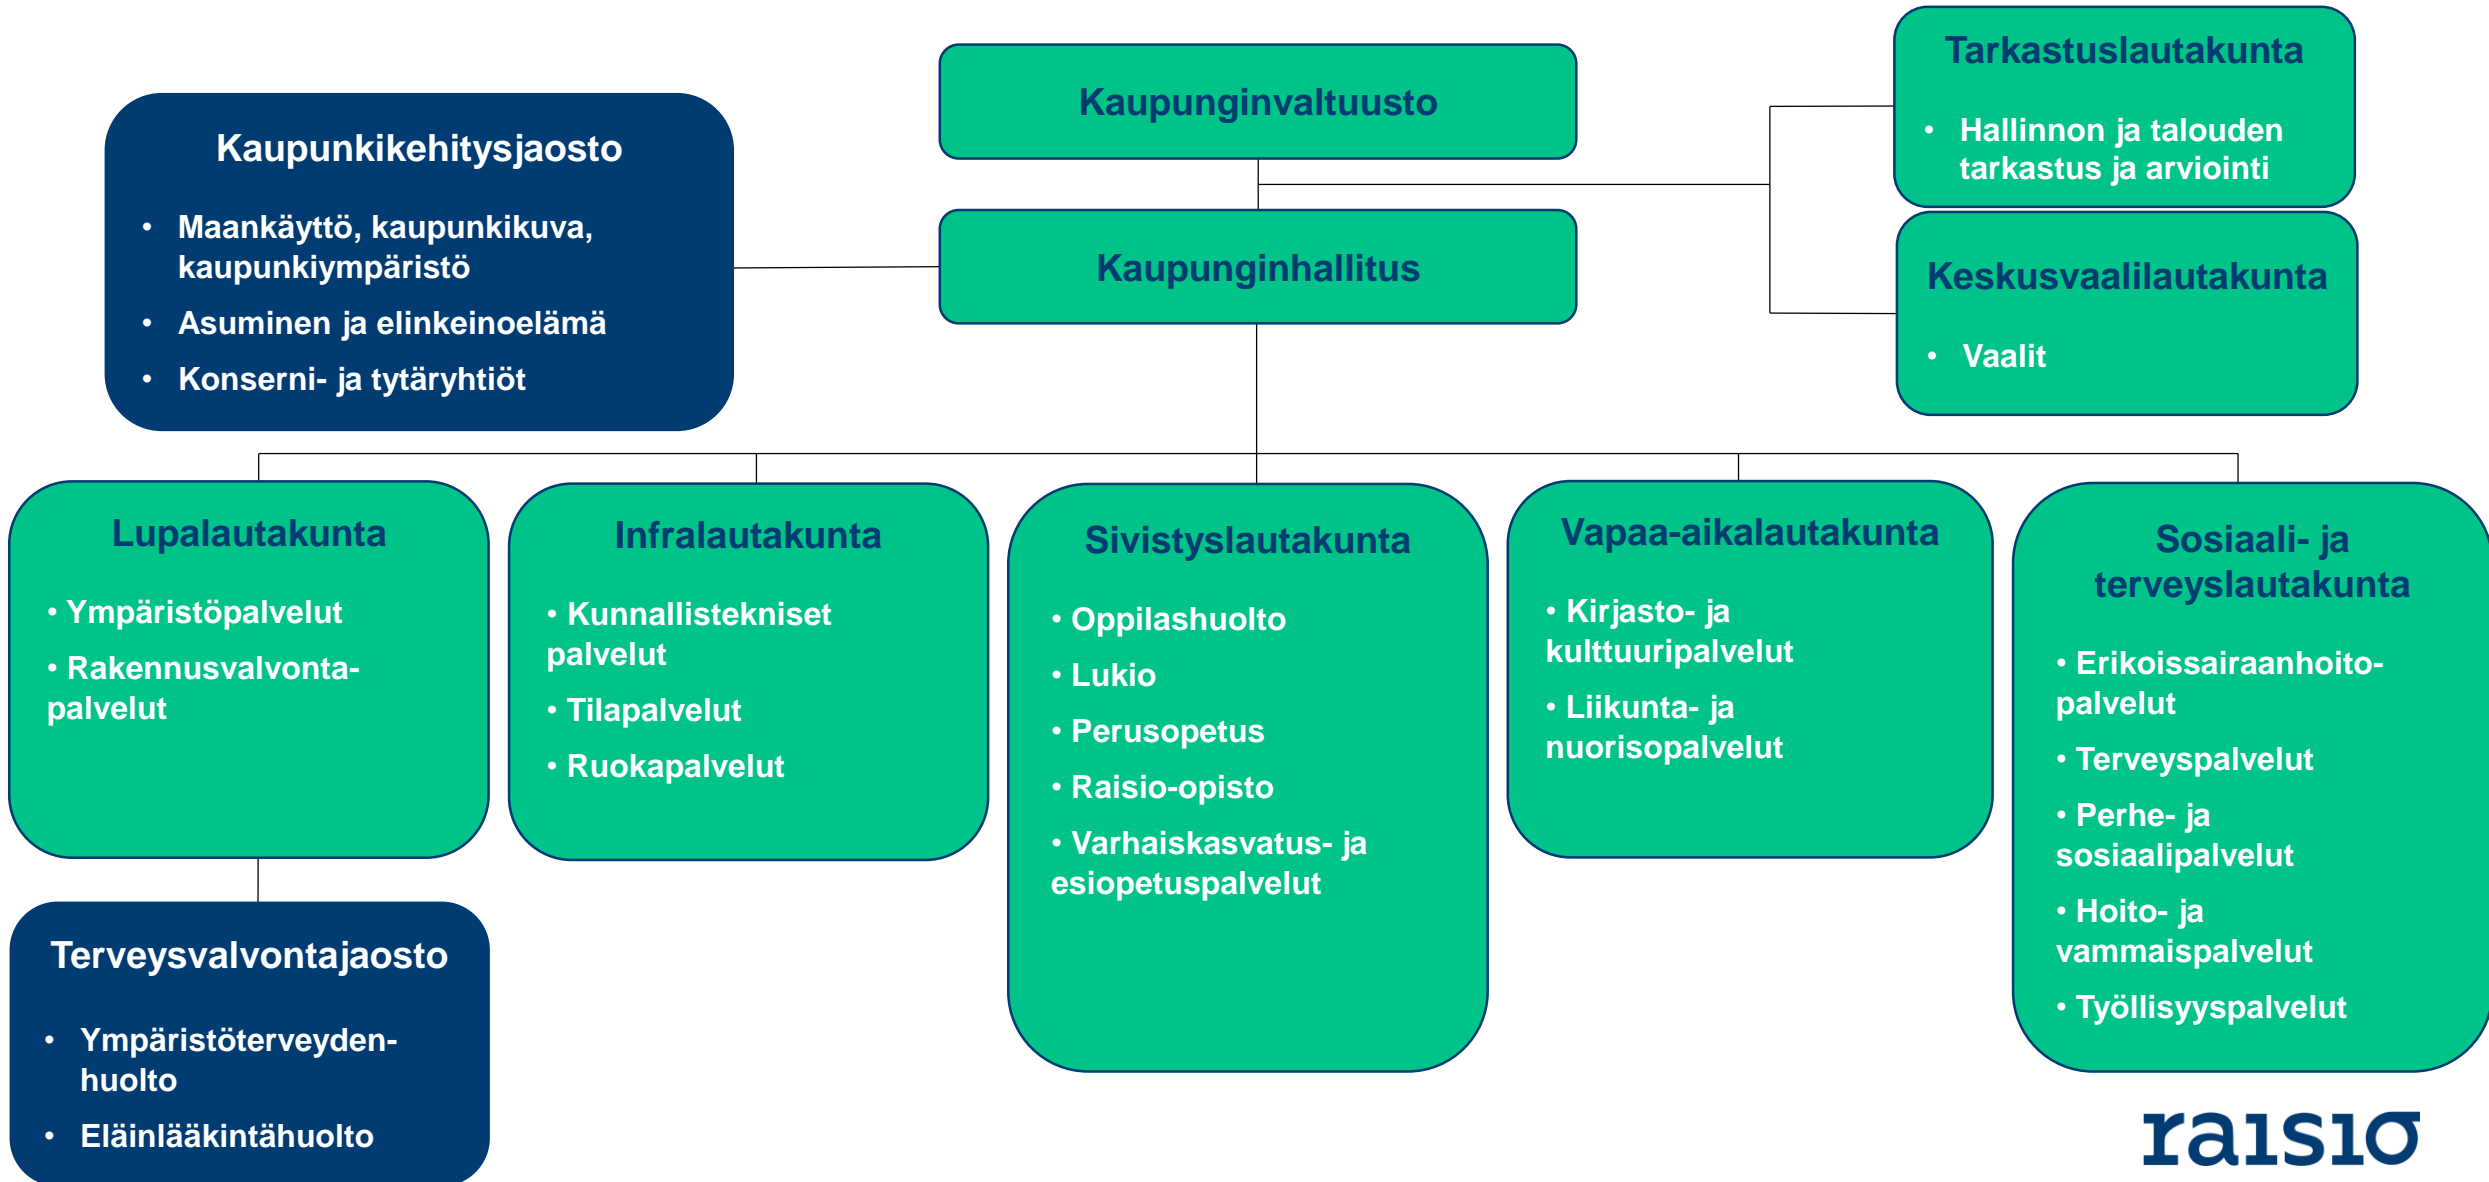 Kaupunginvaltuusto
Kaupunginhallitus
Kaupunkikehitysjaosto
• Maankäyttö, kaupunkikuva,
kaupunkiympäristö
• Asuminen ja elinkeinoelämä
• Konserni- ja tytäryhtiöt
Tarkastuslautakunta
• Hallinnon ja talouden
tarkastus ja arviointi
Keskusvaalilautakunta
• Vaalit
Lupalautakunta
• Ympäristöpalvelut
• Rakennusvalvonta-
palvelut
Terveysvalvontajaosto
• Ympäristöterveyden-
huolto
• Eläinlääkintähuolto
Infralautakunta
• Kunnallistekniset
palvelut
• Tilapalvelut
• Ruokapalvelut
Sivistyslautakunta
• Oppilashuolto
• Lukio
• Perusopetus
• Raisio-opisto
• Varhaiskasvatus- ja
esiopetuspalvelut
Vapaa-aikalautakunta
• Kirjasto- ja
kulttuuripalvelut
• Liikunta- ja
nuorisopalvelut
Sosiaali- ja
terveyslautakunta
• Erikoissairaanhoito-
palvelut
• Terveyspalvelut
• Perhe- ja
sosiaalipalvelut
• Hoito- ja
vammaispalvelut
• Työllisyyspalvelut
raisio